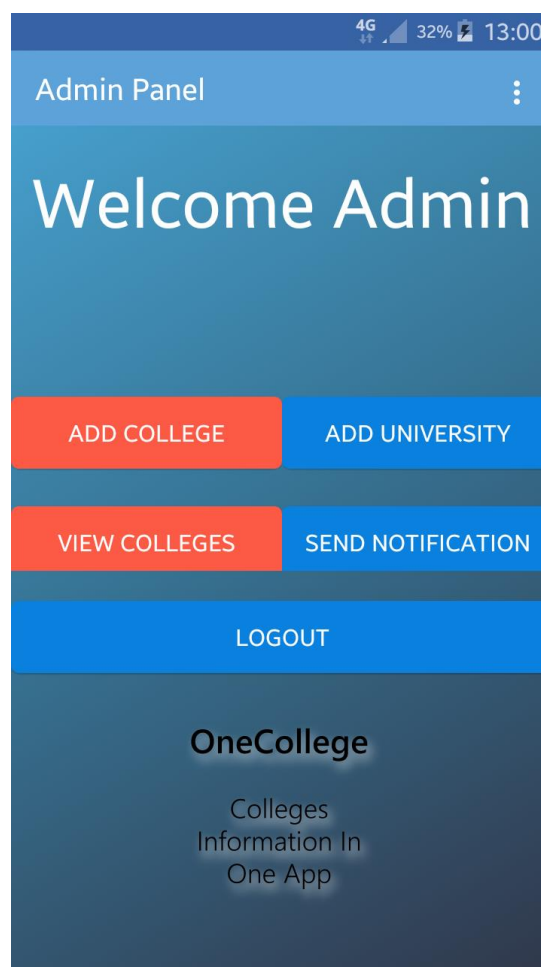 4G 32% 13:00
Admin Panel
Welcome Admin
ADD COLLEGE ADD UNIVERSITY
VIEW COLLEGES SEND NOTIFICATION
LOGOUT
OneCollege
Colleges
Information In
One App